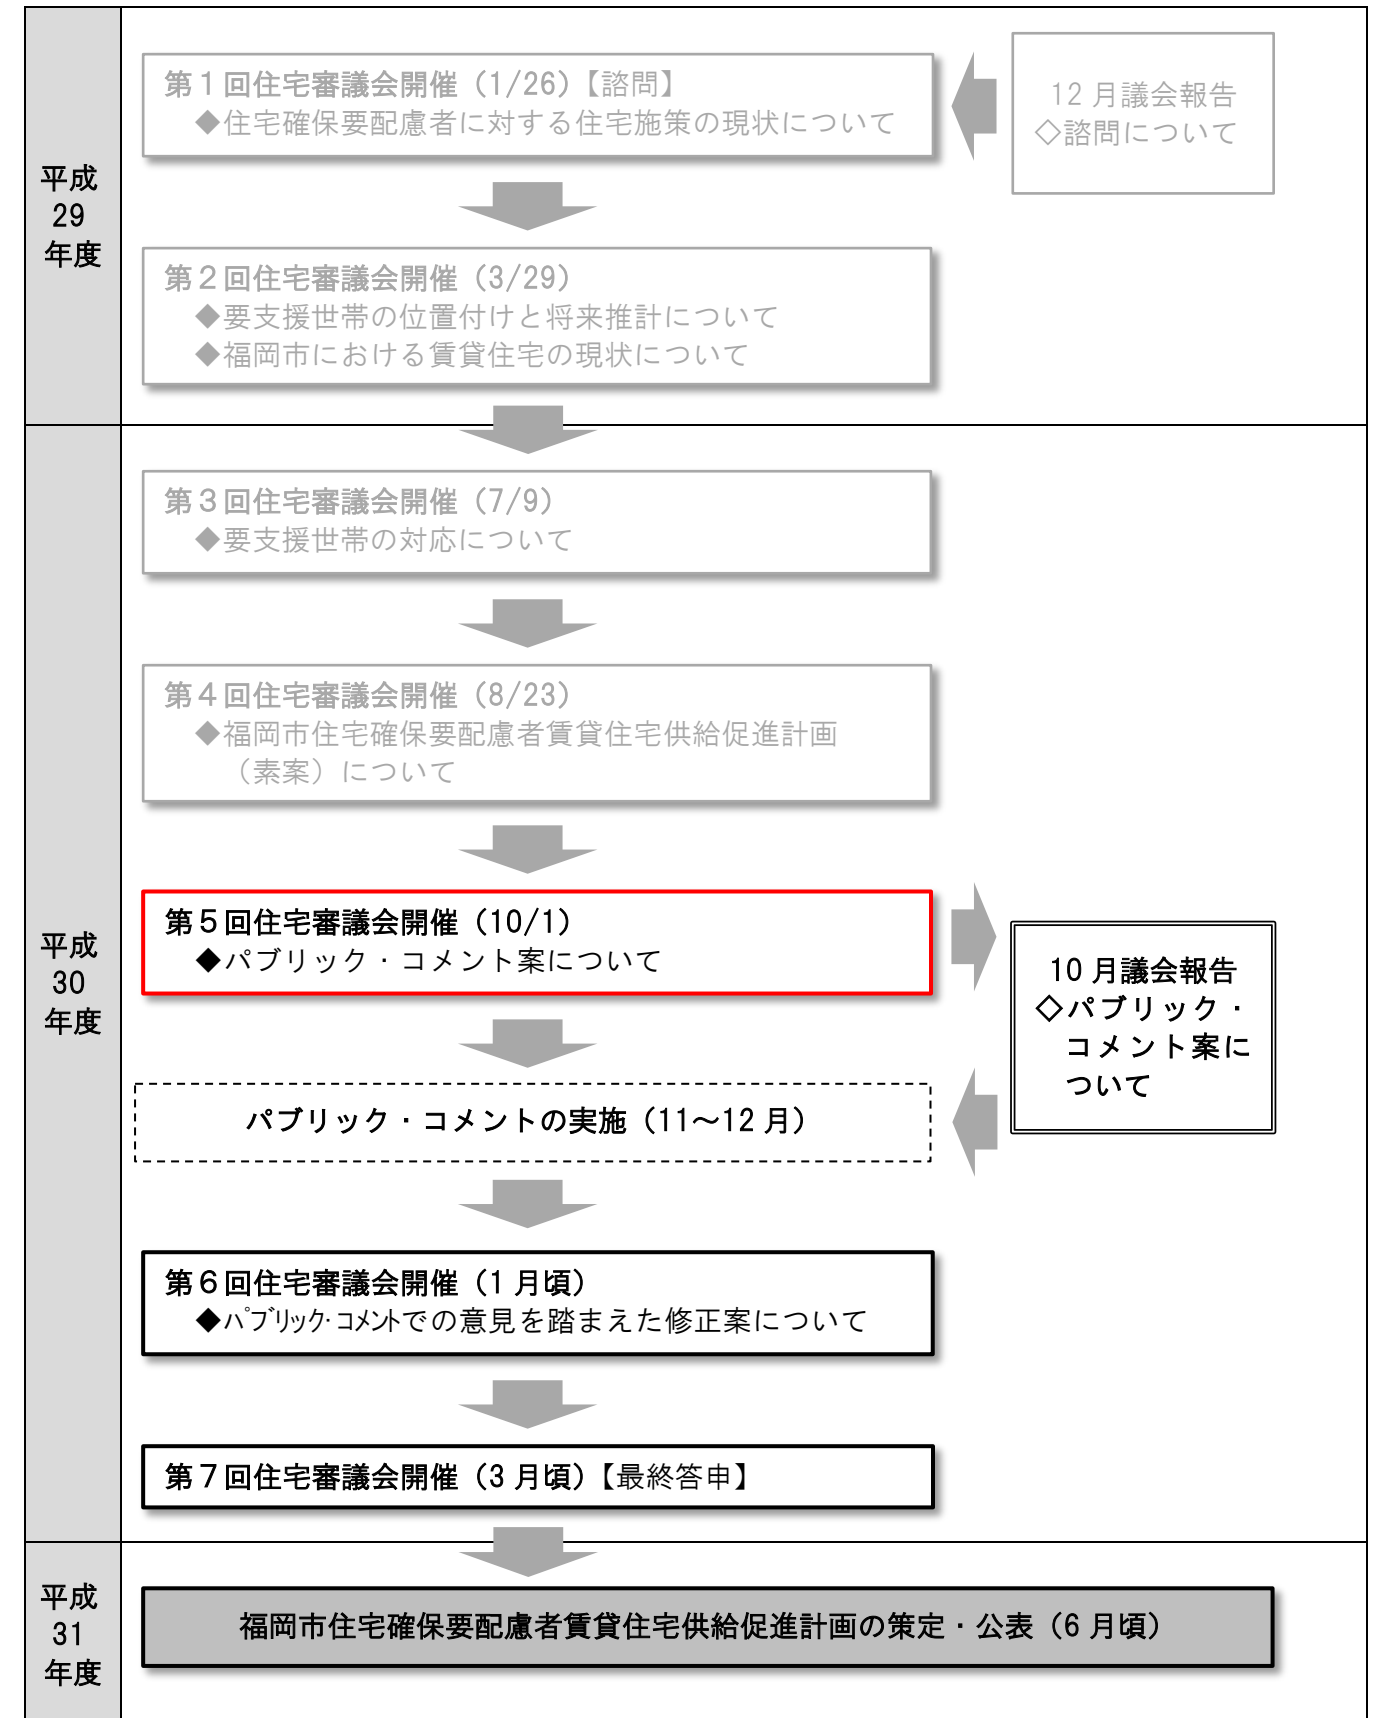 平成
29
年度
第１回住宅審議会開催（1/26）【諮問】
◆住宅確保要配慮者に対する住宅施策の現状について
12 月議会報告
◇諮問について
第２回住宅審議会開催（3/29）
◆要支援世帯の位置付けと将来推計について
◆福岡市における賃貸住宅の現状について
平成
30
年度
第３回住宅審議会開催（7/9）
◆要支援世帯の対応について
第４回住宅審議会開催（8/23）
◆福岡市住宅確保要配慮者賃貸住宅供給促進計画
（素案）について
第５回住宅審議会開催（10/1）
◆パブリック・コメント案について
10 月議会報告
◇パブリック・
コメント案に
ついて
パブリック・コメントの実施（11～12 月）
第６回住宅審議会開催（1 月頃）
◆ﾊﾟﾌﾞﾘｯｸ･ｺﾒﾝﾄでの意見を踏まえた修正案について
第７回住宅審議会開催（3 月頃）【最終答申】
平成
31
年度
福岡市住宅確保要配慮者賃貸住宅供給促進計画の策定・公表（6 月頃）